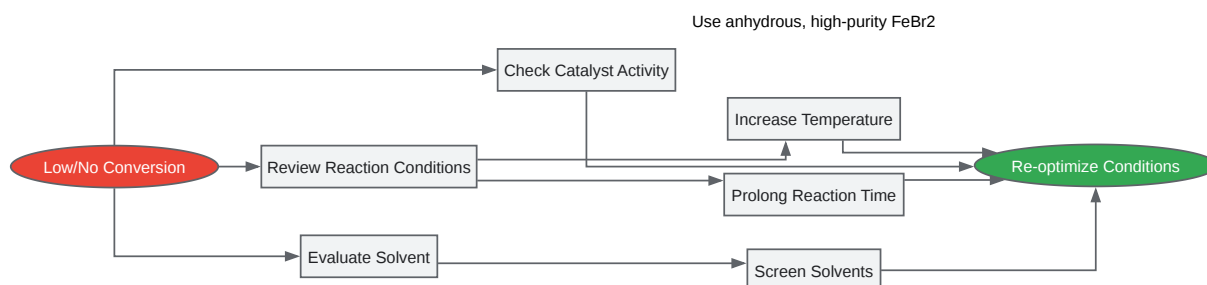 Use anhydrous, high-purity FeBr2
Check Catalyst Activity
Increase Temperature
Low/No Conversion
Review Reaction Conditions
Re-optimize Conditions
Prolong Reaction Time
Evaluate Solvent
Screen Solvents